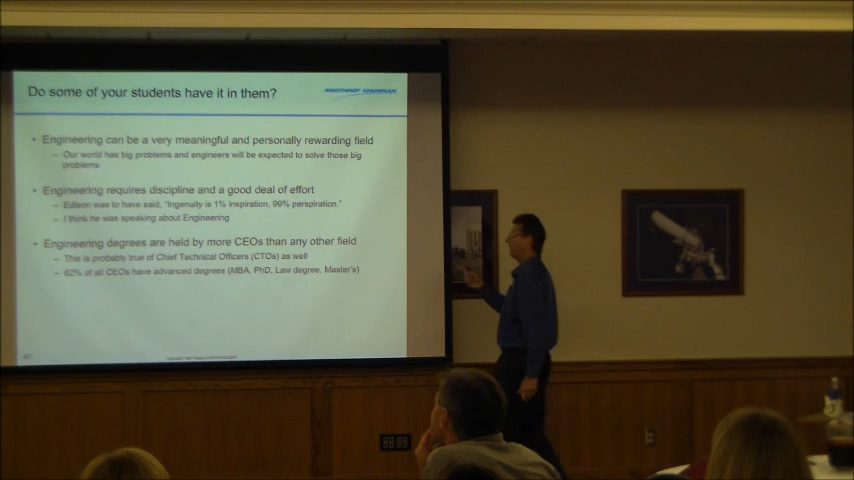 Do some of your students have it in them?
NORTHROP GRUMMAN
• Engineering can be a very meaningful and personally rewarding field
– Our world has big problems and engineers will be expected to solve those big
problems
• Engineering requires discipline and a good deal of effort
– Edison was to have said, "Ingenuity is 1% inspiration, 99% perspiration."
– I think he was speaking about Engineering
• Engineering degrees are held by more CEOs than any other field
– This is probably true of Chief Technical Officers (CTOs) as well
– 62% of all CEOs have advanced degrees (MBA, PhD, Law degree, Master's)